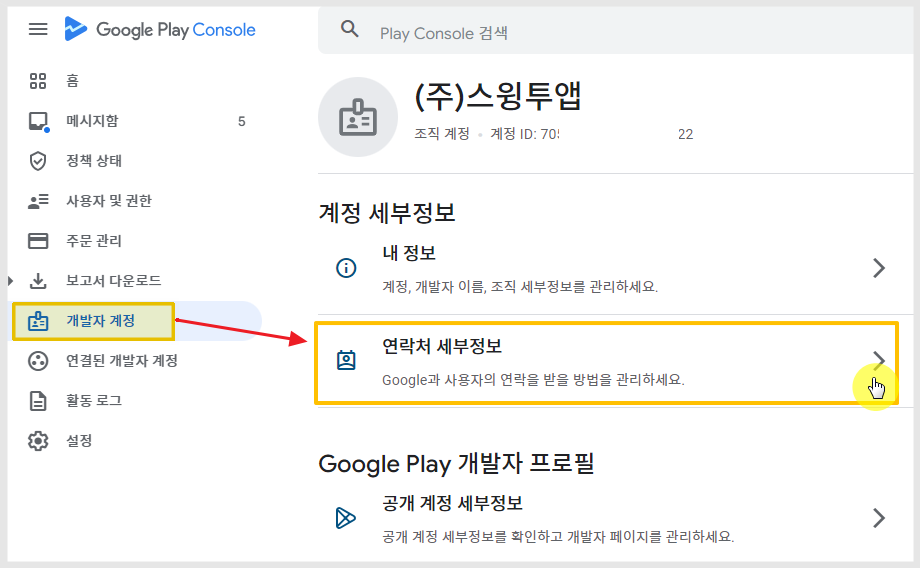 Google Play Console
Play Console 검색
홈
메시지함 5
정책 상태
사용자 및 권한
주문 관리
보고서 다운로드
개발자 계정
연결된 개발자 계정
활동 로그
설정
(주)스윙투앱
조직 계정 • 계정 ID: 705 22
계정 세부정보
내 정보
계정, 개발자 이름, 조직 세부정보를 관리하세요.
연락처 세부정보
Google과 사용자의 연락을 받을 방법을 관리하세요.
Google Play 개발자 프로필
공개 계정 세부정보
공개 계정 세부정보를 확인하고 개발자 페이지를 관리하세요.